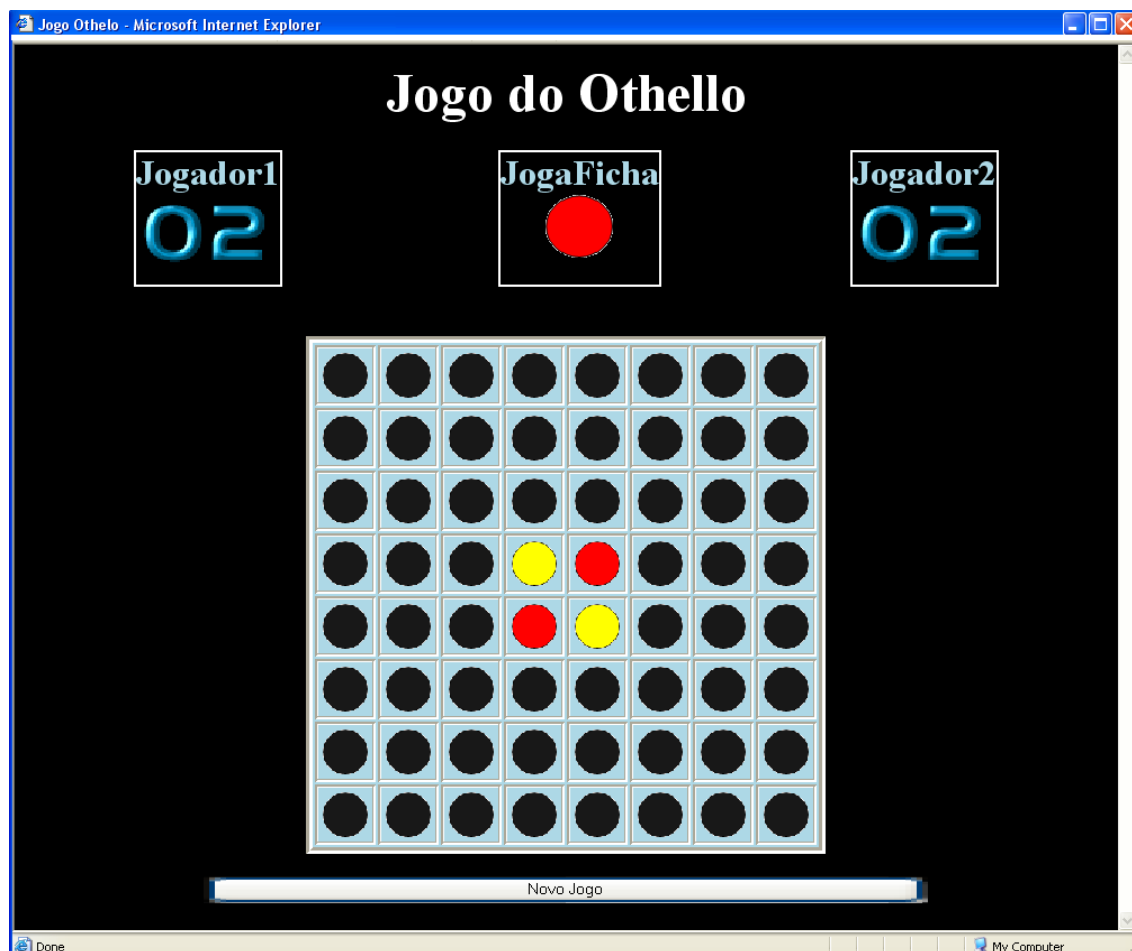 Jogo Othelo - Microsoft Internet Explorer
Jogo do Othello
Jogador1
02
JogaFicha
Jogador2
02
Novo Jogo
Done
My Computer